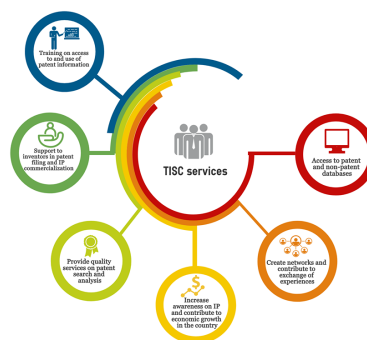 Training on access
to and use of
patent information
Support to
inventors in patent
filing and IP
commercialization
TISC services
Access to patent
and non-patent
databases
Provide quality
services on patent
search and
analysis
Create networks and
contribute to
exchange of
experiences
Increase
awareness on IP
and contribute to
economic growth
in the country